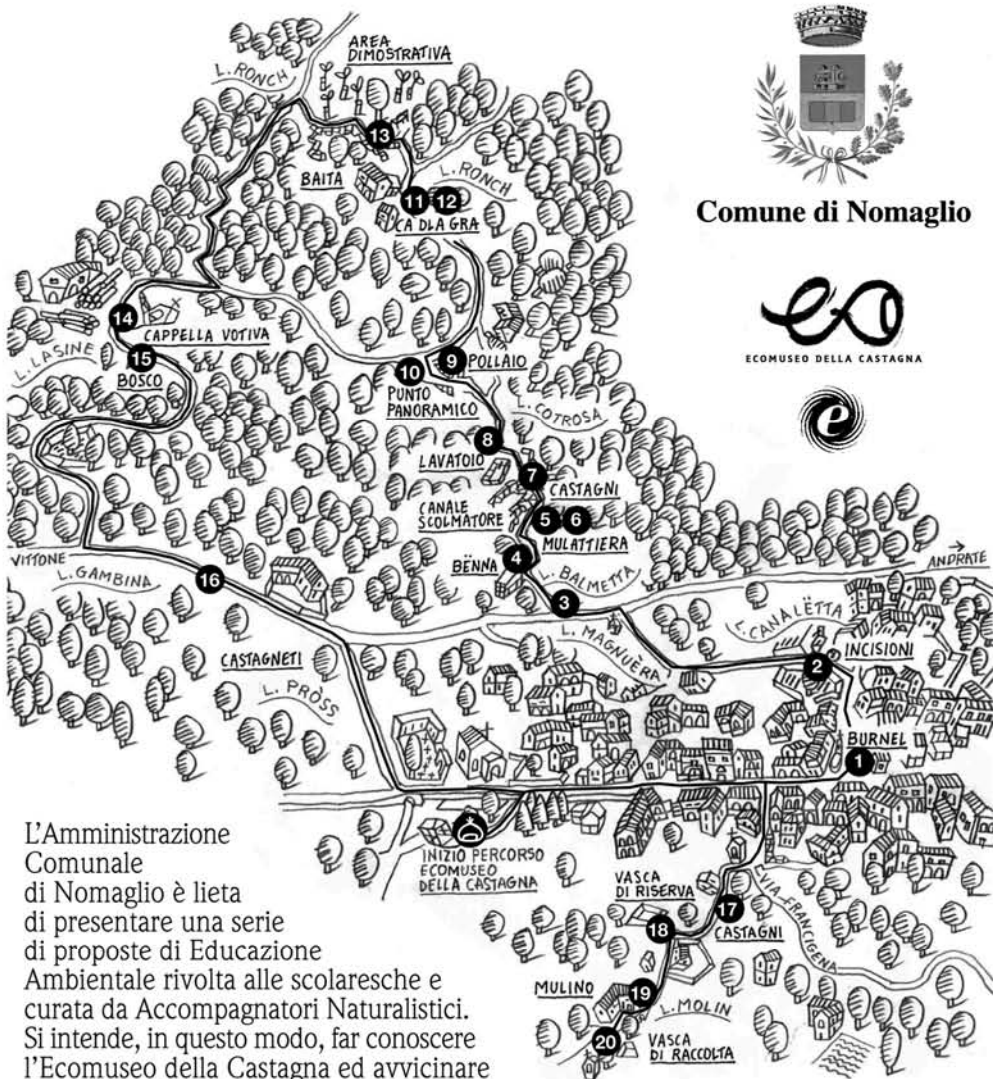 AREA
DIMOSTRATIVA
L. RONCH
13
BAITA
L. RONCH
11 12
CA DLA GRA
Comune di Nomaglio
ECOMUSEO DELLA CASTAGNA
e
14
CAPPELLA VOTIVA
L. LASINE
15
BOSCO
9
POLLAIO
10
PUNTO
PANORAMICO
L. COTROSA
8
LAVATOIO
7
CASTAGNI
CANALE
SCOLMATORE
5 6
MULATTIERA
4
BËNNA
L. BALMETTA
ANDRATE
VITTONE
L. GAMBINA
16
3
L. MAGNUÈRA
L. CANALËTTA
2
INCISIONI
CASTAGNETI
L. PRÒSS
BURNEL
1
INIZIO PERCORSO
ECOMUSEO
DELLA CASTAGNA
VASCA
DI RISERVA
VIA FRANCIGENA
17
CASTAGNI
18
MULINO
19
L. MOLIN
20
VASCA
DI RACCOLTA
L'Amministrazione
Comunale
di Nomaglio è lieta
di presentare una serie
di proposte di Educazione
Ambientale rivolta alle scolaresche e
curata da Accompagnatori Naturalistici.
Si intende, in questo modo, far conoscere
l'Ecomuseo della Castagna ed avvicinare